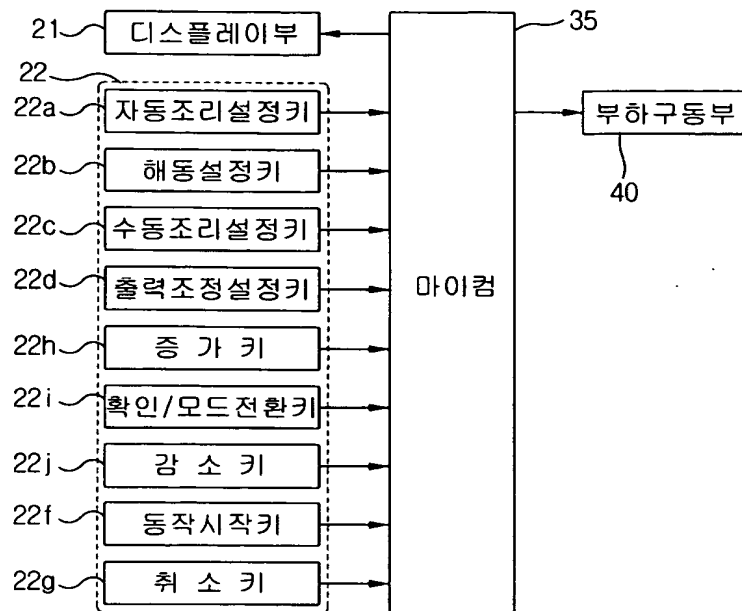 21 디스플레이부
35
22
22a 자동조리설정키
부하구동부
40
22b 해동설정키
22c 수동조리설정키
22d 출력조정설정키
마이컴
22h 증 가 키
22i 확인/모드전환키
22j 감 소 키
22f 동작시작키
22g 취 소 키